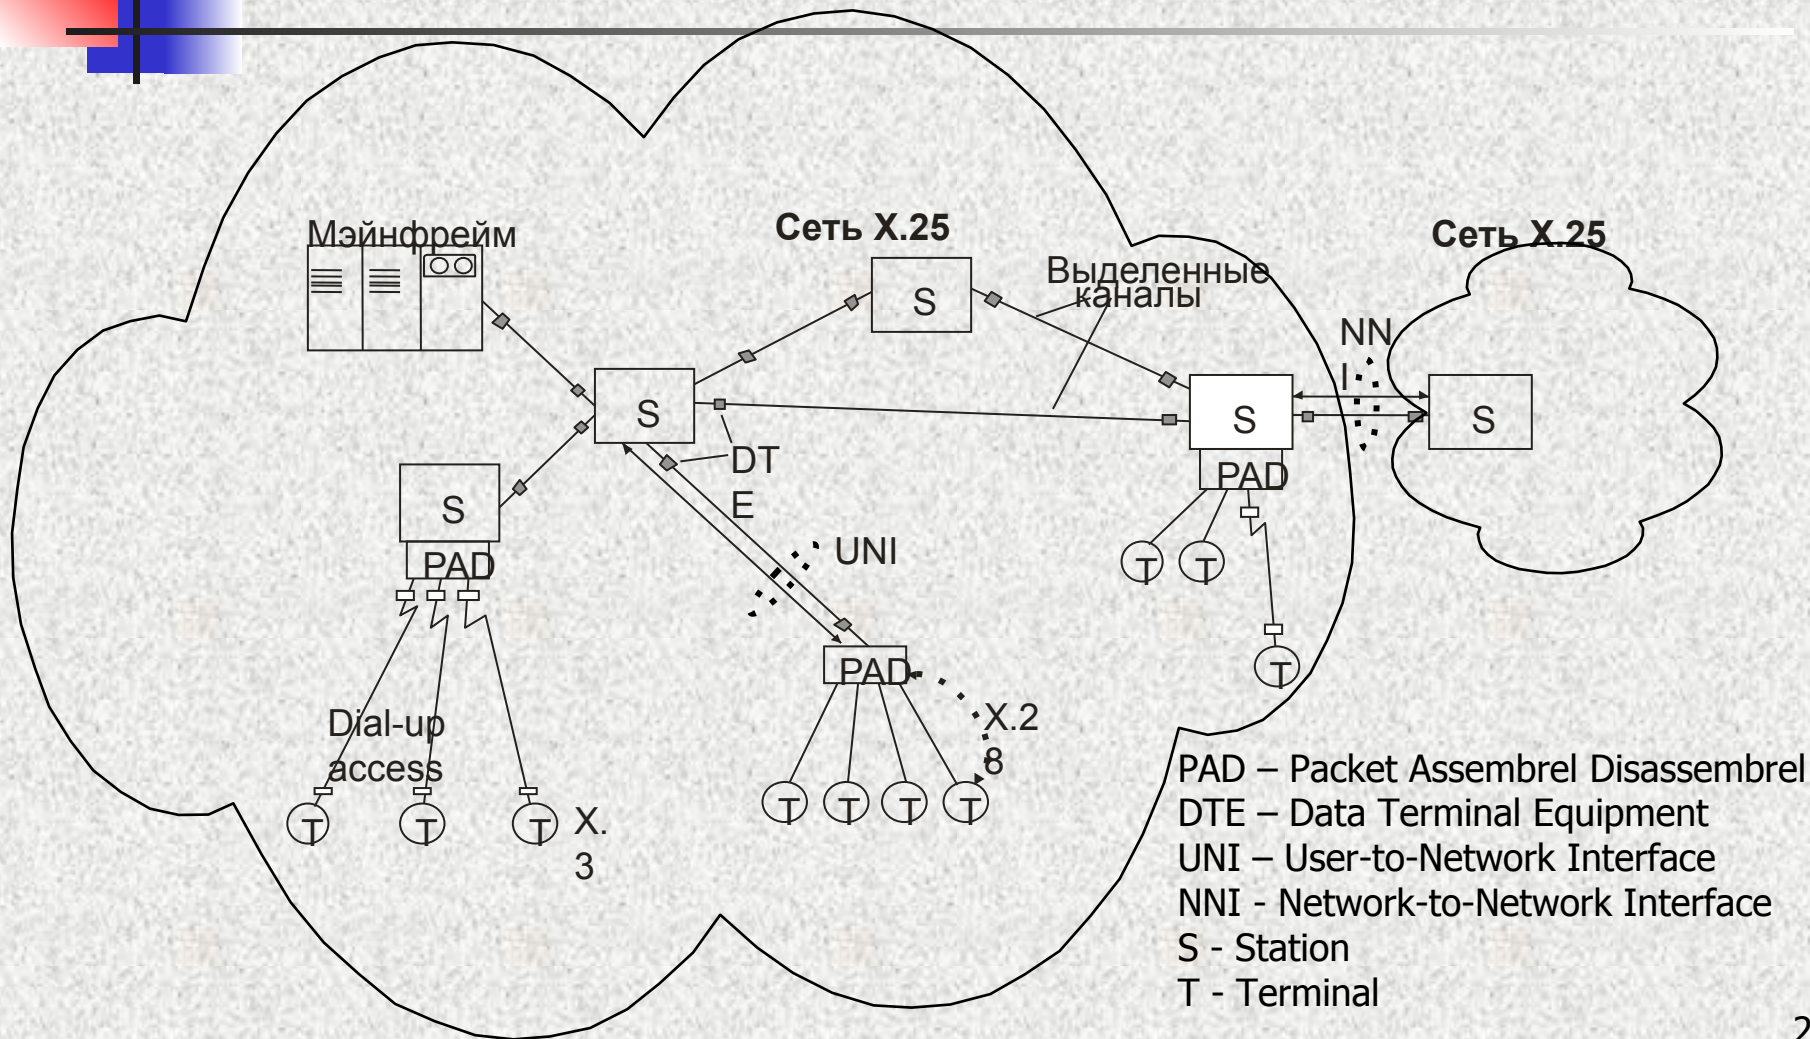 Сеть X.25
Сеть X.25
Мэйнфрейм
Выделенные
каналы
S
NN
I
S
S
S
DT
E
PAD
S
PAD
UNI
T
T
PAD
T
X.2
8
Dial-up
access
T
T
T
T
T
T
T
X.
3
PAD – Packet Assembrel Disassembrel
DTE – Data Terminal Equipment
UNI – User-to-Network Interface
NNI - Network-to-Network Interface
S - Station
T - Terminal
2